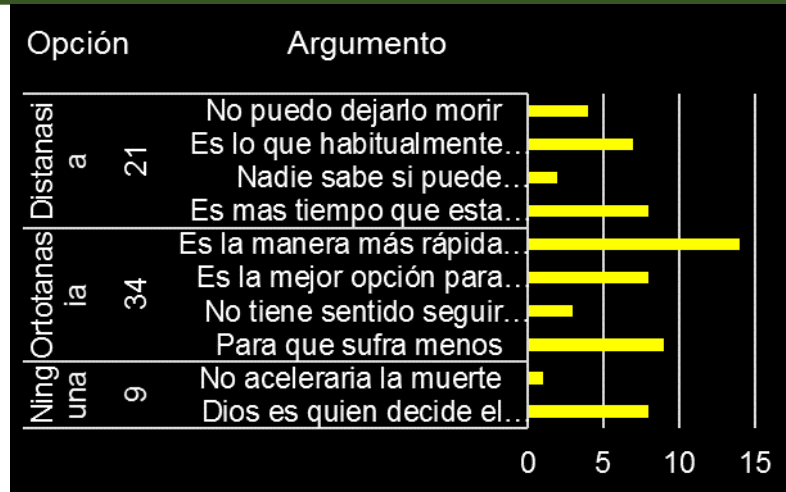 Opción Argumento
Distanasi
a
21
No puedo dejarlo morir
Es lo que habitualmente…
Nadie sabe si puede…
Es mas tiempo que esta…
Ortotanas
ia
34
Es la manera más rápida…
Es la mejor opción para…
No tiene sentido seguir…
Para que sufra menos
Ning
una
9
No aceleraria la muerte
Dios es quien decide el…
0 5 10 15